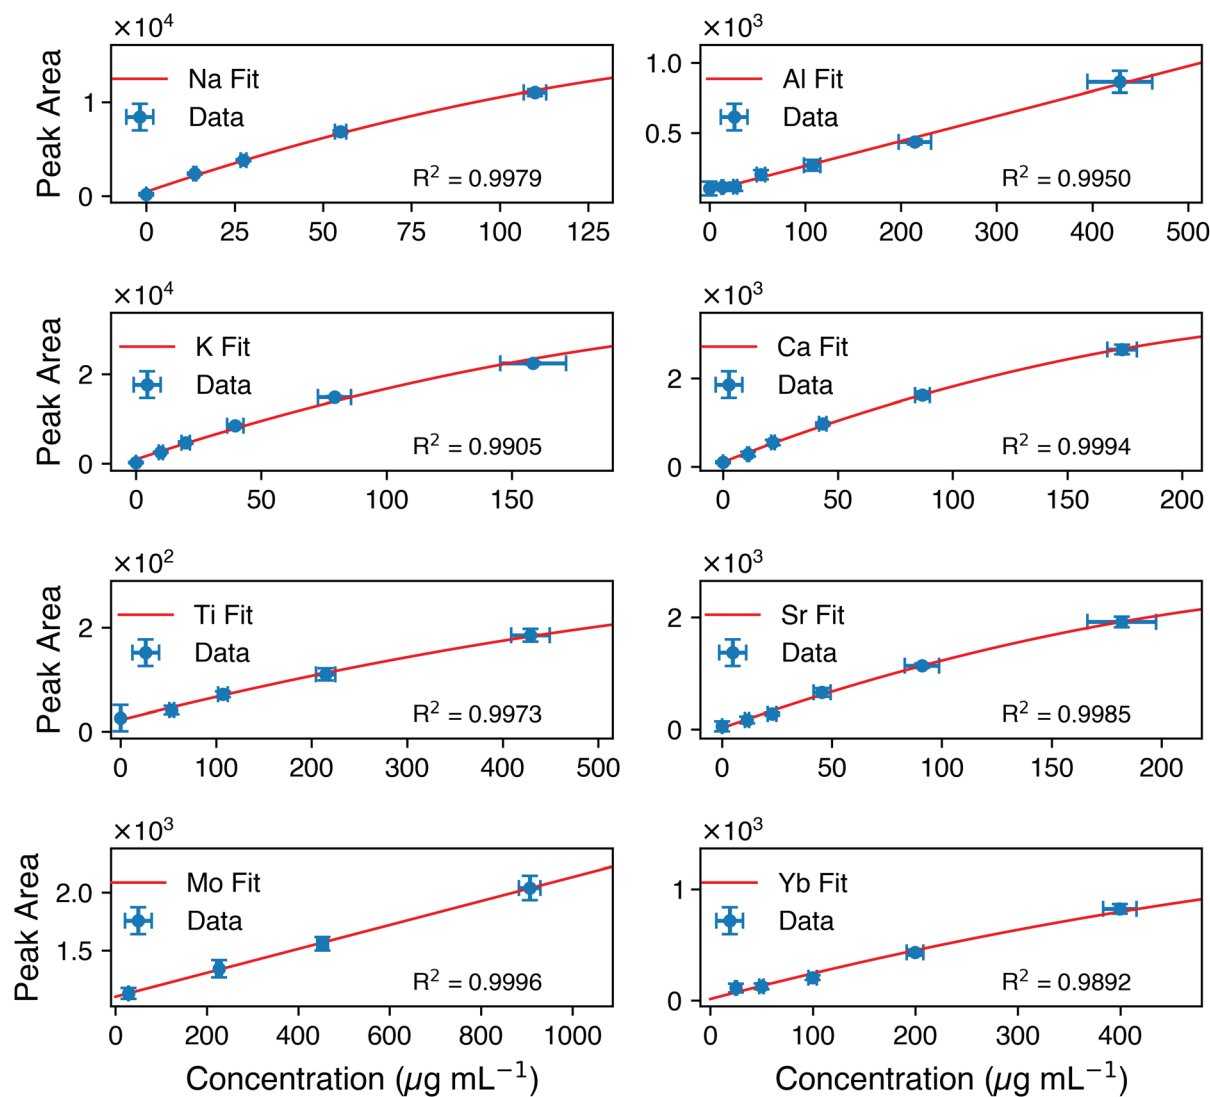 ×10⁴
Peak Area
1
0
Na Fit
Data
R² = 0.9979
0 25 50 75 100 125
×10³
1.0
0.5
Al Fit
Data
R² = 0.9950
0 100 200 300 400 500
×10⁴
Peak Area
2
0
K Fit
Data
R² = 0.9905
0 50 100 150
×10³
2
0
Ca Fit
Data
R² = 0.9994
0 50 100 150 200
×10²
Peak Area
2
0
Ti Fit
Data
R² = 0.9973
0 100 200 300 400 500
×10³
2
0
Sr Fit
Data
R² = 0.9985
0 50 100 150 200
×10³
Peak Area
2.0
1.5
Mo Fit
Data
R² = 0.9996
0 200 400 600 800 1000
Concentration (µg mL⁻¹)
×10³
1
0
Yb Fit
Data
R² = 0.9892
0 200 400
Concentration (µg mL⁻¹)